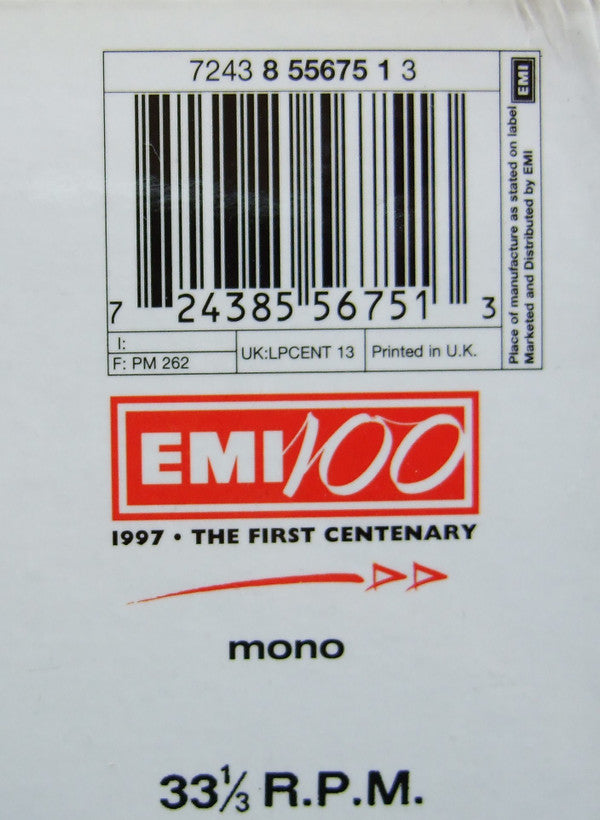 7243 8 55675 1 3
EMI
Place of manufacture as stated on label
Marketed and Distributed by EMI
7 24385 56751 3
I:
F: PM 262
UK:LPCENT 13
Printed in U.K.
EMI100
1997 • THE FIRST CENTENARY
mono
33⅓ R.P.M.